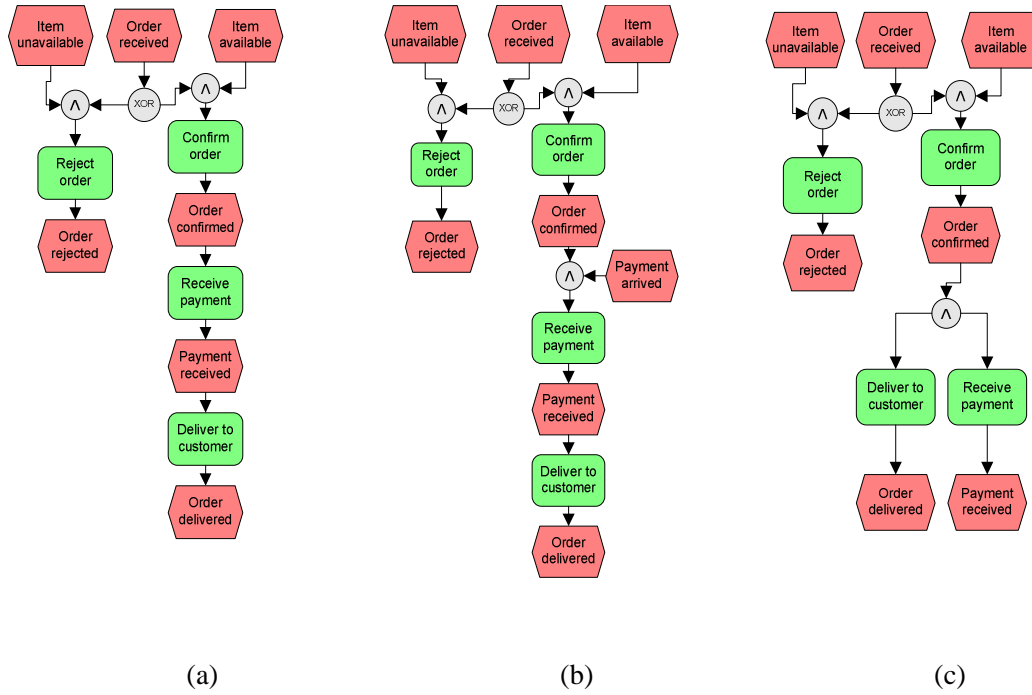 Item
unavailable
Order
received
Item
available
Λ
XOR
Λ
Reject
order
Confirm
order
Order
rejected
Order
confirmed
Receive
payment
Payment
received
Deliver to
customer
Order
delivered
(a)
Item
unavailable
Order
received
Item
available
Λ
XOR
Λ
Reject
order
Confirm
order
Order
rejected
Order
confirmed
Λ
Payment
arrived
Receive
payment
Payment
received
Deliver to
customer
Order
delivered
(b)
Item
unavailable
Order
received
Item
available
Λ
XOR
Λ
Reject
order
Confirm
order
Order
rejected
Order
confirmed
Λ
Deliver to
customer
Receive
payment
Order
delivered
Payment
received
(c)